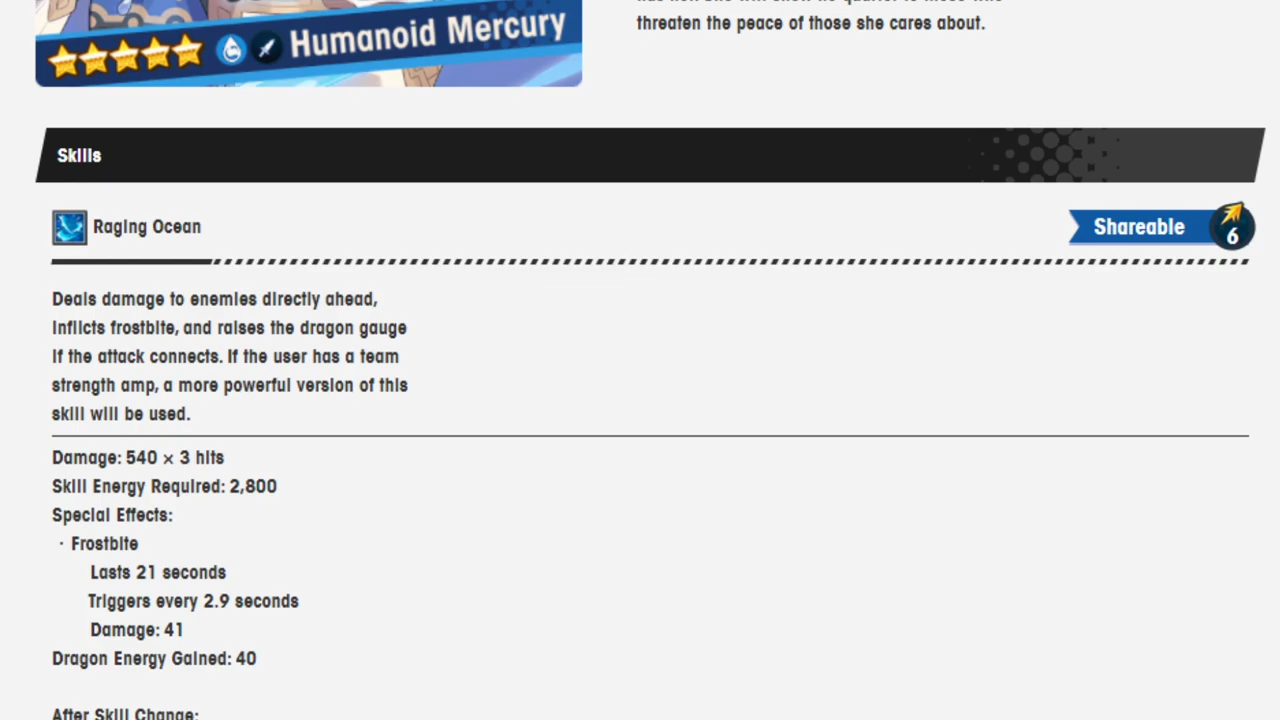 threaten the peace of those she cares about.
Humanoid Mercury
Skills
Raging Ocean
Shareable
6
Deals damage to enemies directly ahead,
inflicts frostbite, and raises the dragon gauge
if the attack connects. If the user has a team
strength amp, a more powerful version of this
skill will be used.
Damage: 540 × 3 hits
Skill Energy Required: 2,800
Special Effects:
・Frostbite
Lasts 21 seconds
Triggers every 2.9 seconds
Damage: 41
Dragon Energy Gained: 40
After Skill Change: